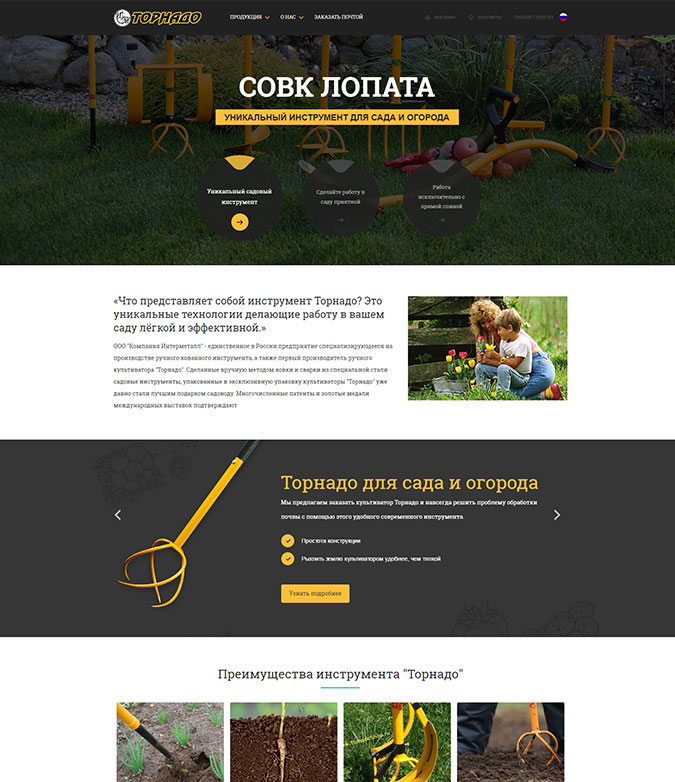 ТОРНАДО
ПРОДУКЦИЯ О НАС ЗАКАЗАТЬ ПОЧТОЙ МАГАЗИН КОНТАКТЫ CHOOSE COUNTRY
СОВК ЛОПАТА
УНИКАЛЬНЫЙ ИНСТРУМЕНТ ДЛЯ САДА И ОГОРОДА
Уникальный садовый
инструмент
Сделайте работу в
саду приятной
Работа
исключительно с
прямой спиной
«Что представляет собой инструмент Торнадо? Это
уникальные технологии делающие работу в вашем
саду лёгкой и эффективной.»
ООО "Компания Интерметалл" - единственное в России предприятие специализирующееся на
производстве ручного кованного инструмента, а также первый производитель ручного
культиватора "Торнадо". Сделанные вручную методом ковки и сварки из специальной стали
садовые инструменты, упакованные в эксклюзивную упаковку культиваторы "Торнадо" уже
давно стали лучшим подарком садоводу. Многочисленные патенты и золотые медали
международных выставок подтверждают
Торнадо для сада и огорода
Мы предлагаем заказать культиватор Торнадо и навсегда решить проблему обработки
почвы с помощью этого удобного современного инструмента.
Простота конструкции
Рыхлить землю культиватором удобнее, чем тяпкой
Узнать подробнее
Преимущества инструмента "Торнадо"